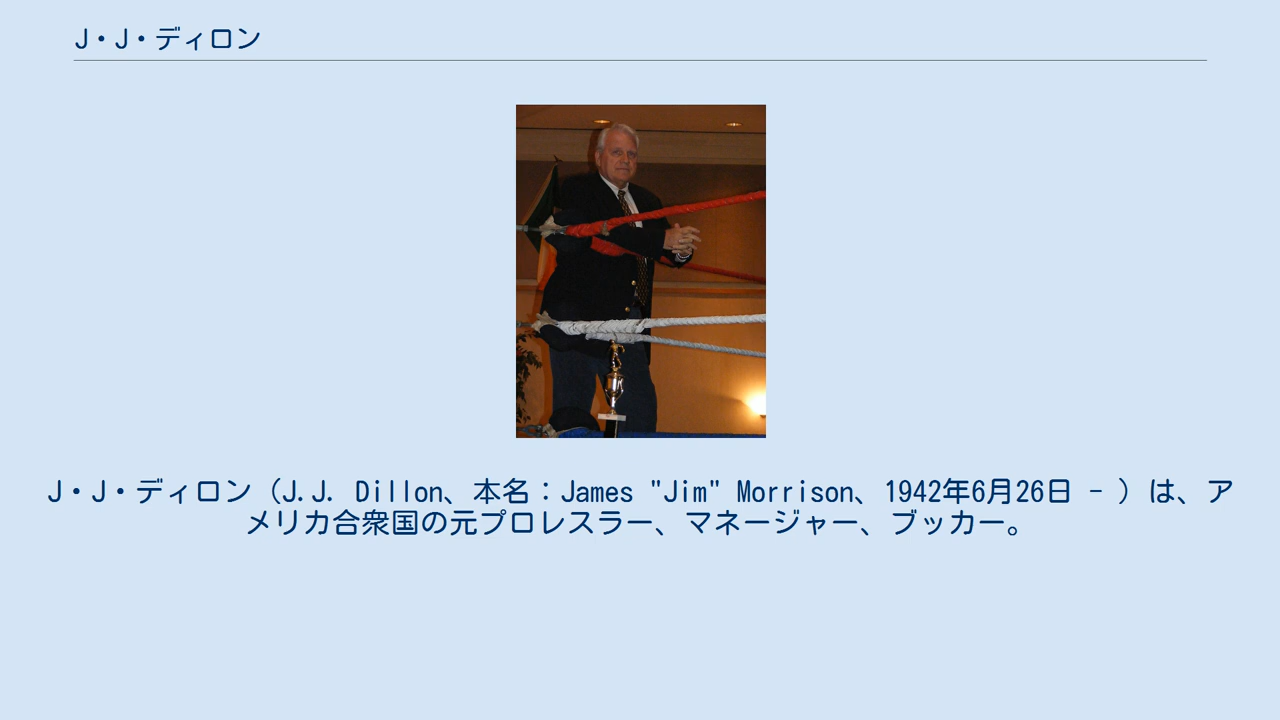 J・J・ディロン
J・J・ディロン（J.J. Dillon、本名：James "Jim" Morrison、1942年6月26日 - ）は、ア
メリカ合衆国の元プロレスラー、マネージャー、ブッカー。